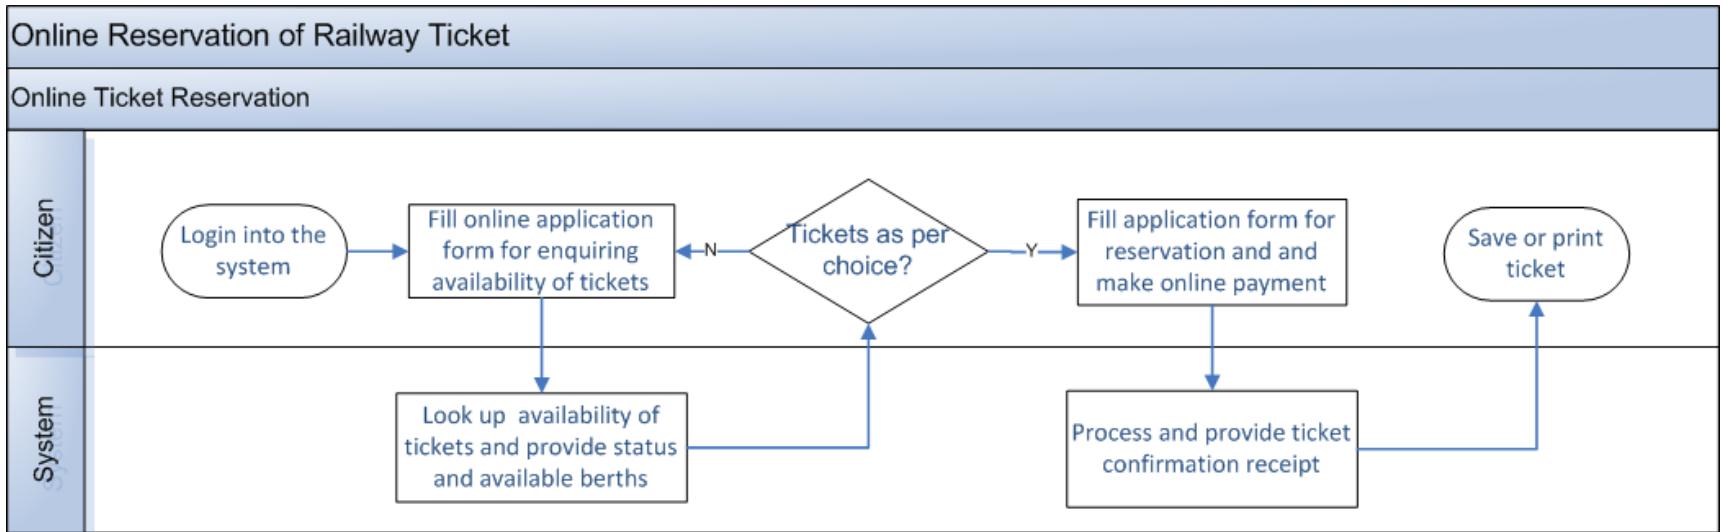 Online Reservation of Railway Ticket
Online Ticket Reservation
Citizen
Login into the
system
Fill online application
form for enquiring
availability of tickets
N
Tickets as per
choice?
Y
Fill application form for
reservation and and
make online payment
Save or print
ticket
System
Look up availability of
tickets and provide status
and available berths
Process and provide ticket
confirmation receipt